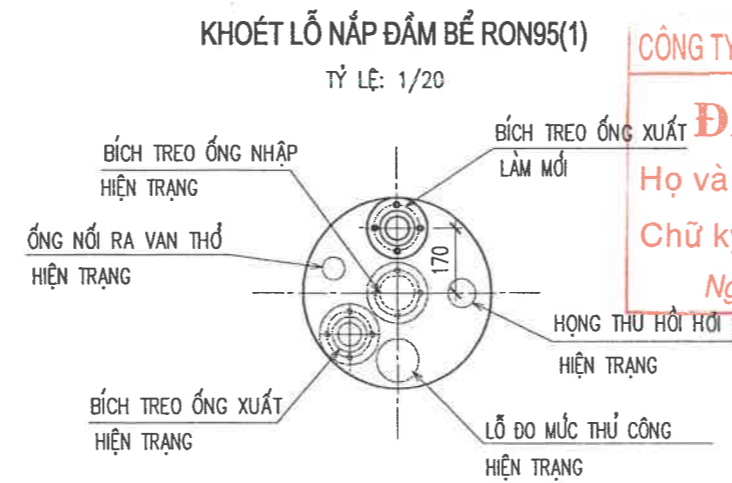 KHOÉT LỖ NẮP ĐẦM BỂ RON95(1)
TỶ LỆ: 1/20
CÔNG TY
BÍCH TREO ỐNG XUẤT
LÀM MỚI
BÍCH TREO ỐNG NHẬP
HIỆN TRẠNG
Họ và
Chữ ký
ỐNG NỐI RA VAN THỞ
HIỆN TRẠNG
170
HỌNG THU HỒI HƠI
HIỆN TRẠNG
BÍCH TREO ỐNG XUẤT
HIỆN TRẠNG
LỖ ĐO MỨC THỦ CÔNG
HIỆN TRẠNG